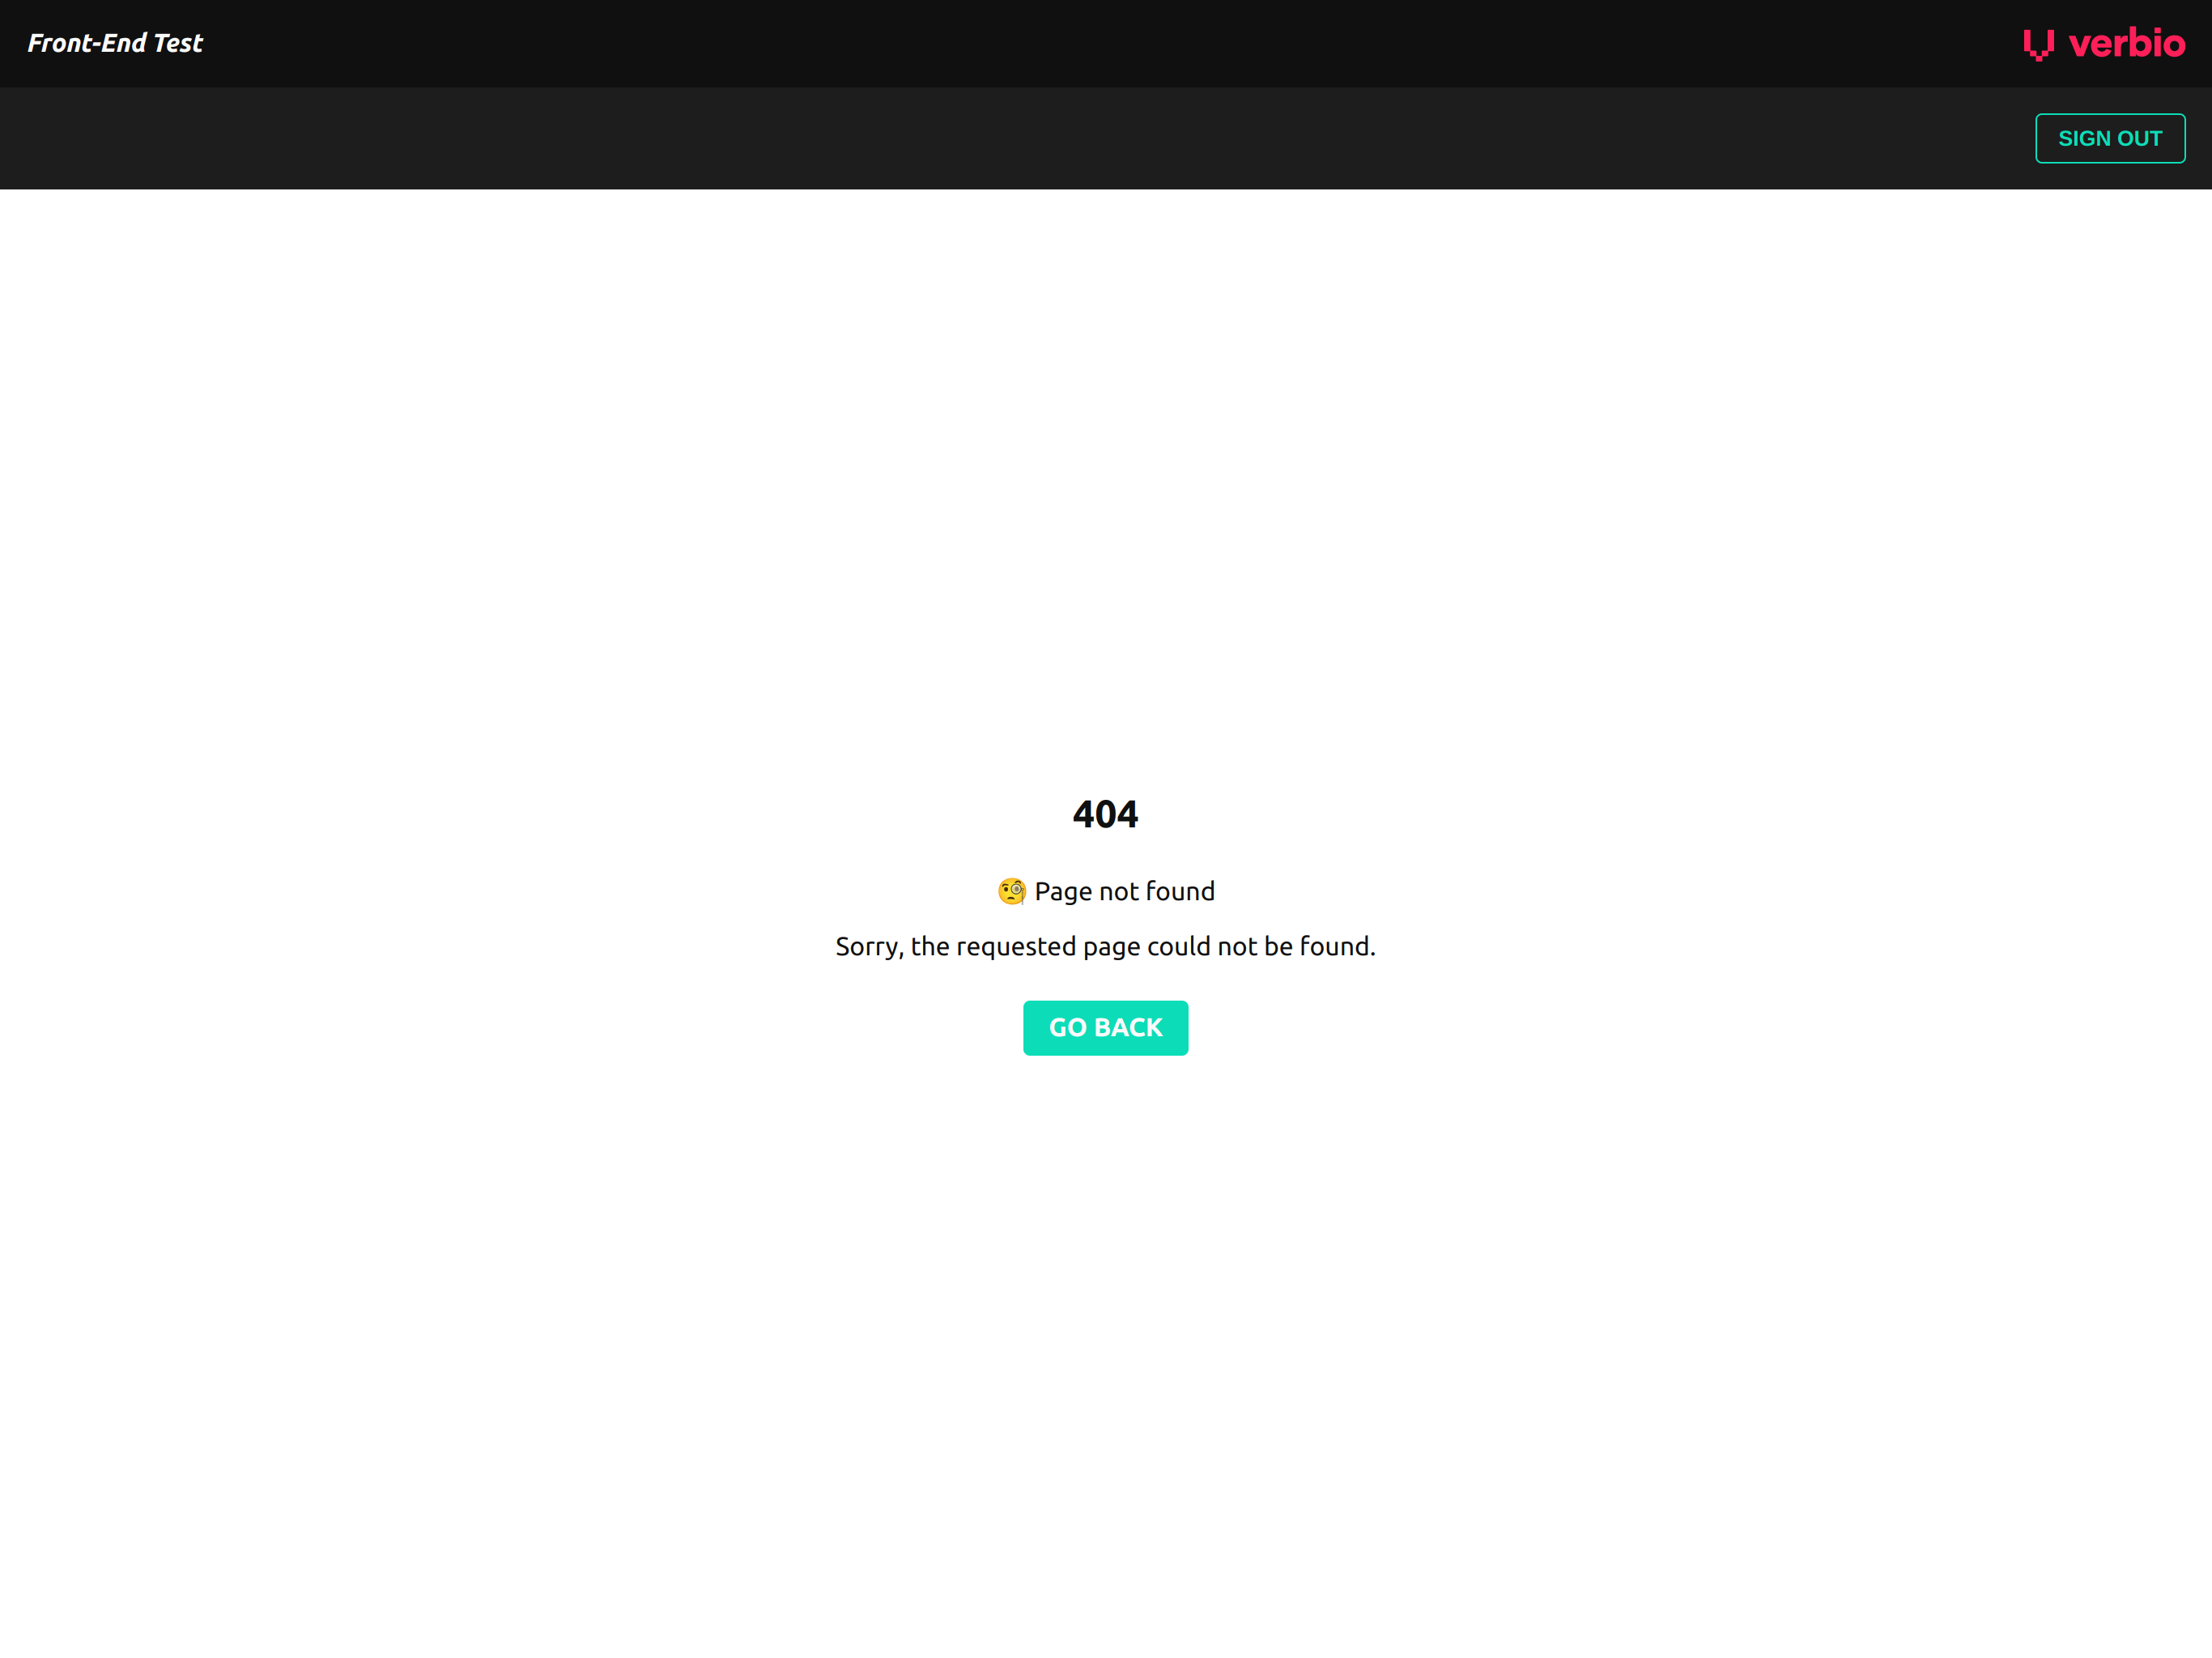 Front-End Test
verbio
SIGN OUT
404
🧐 Page not found
Sorry, the requested page could not be found.
GO BACK